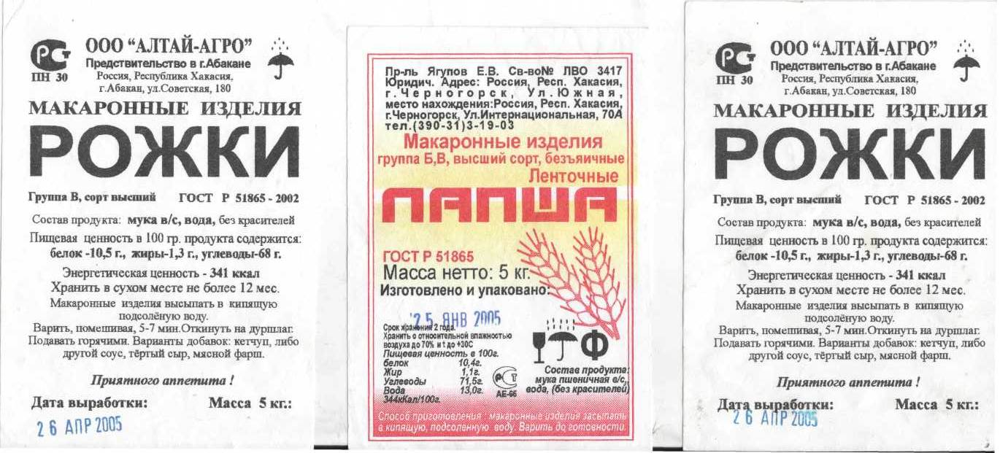 РСТ
ПН 30
ООО “АЛТАЙ-АГРО”
Предствительство в г.Абакане
Россия, Республика Хакасия,
г.Абакан, ул.Советская, 180
МАКАРОННЫЕ ИЗДЕЛИЯ
РОЖКИ
Группа В, сорт высший ГОСТ Р 51865 - 2002
Состав продукта: мука в/с, вода, без красителей
Пищевая ценность в 100 гр. продукта содержится:
белок -10,5 г., жиры-1,3 г., углеводы-68 г.
Энергетическая ценность - 341 ккал
Хранить в сухом месте не более 12 мес.
Макаронные изделия высыпать в кипящую
подсолёную воду.
Варить, помешивая, 5-7 мин.Откинуть на дуршлаг.
Подавать горячими. Варианты добавок: кетчуп, либо
другой соус, тёртый сыр, мясной фарш.
Приятного аппетита !
Дата выработки: Масса 5 кг.:
26 АПР 2005
Пр-ль Ягупов Е.В. Св-во№ ЛВО 3417
Юридич. Адрес: Россия, Респ. Хакасия,
г.Черногорск, Ул.Южная,
место нахождения:Россия, Респ. Хакасия,
г.Черногорск, Ул.Интернациональная, 70А
тел.(390-31)3-19-03
Макаронные изделия
группа Б,В, высший сорт, безъяичные
Ленточные
ЛАПША
ГОСТ Р 51865
Масса нетто: 5 кг.
Изготовлено и упаковано:
25 ЯНВ 2005
Срок хранения 2 года.
Хранить с относительной влажностью
воздуха до 70% и t до +30С
Пищевая ценность в 100г.
белок 10,4г.
Жир 1,1г.
Углеводы 71,5г.
Вода 13,0г.
344кКал/100г.
РСТ
АЕ-65
Ф
Состав продукта:
мука пшеничная в/с,
вода, (без красителей)
Способ приготовления : макаронные изделия засыпать
в кипящую, подсоленную воду. Варить до готовности.
РСТ
ПН 30
ООО “АЛТАЙ-АГРО”
Предствительство в г.Абакане
Россия, Республика Хакасия,
г.Абакан, ул.Советская, 180
МАКАРОННЫЕ ИЗДЕЛИЯ
РОЖКИ
Группа В, сорт высший ГОСТ Р 51865 - 2002
Состав продукта: мука в/с, вода, без красителей
Пищевая ценность в 100 гр. продукта содержится:
белок -10,5 г., жиры-1,3 г., углеводы-68 г.
Энергетическая ценность - 341 ккал
Хранить в сухом месте не более 12 мес.
Макаронные изделия высыпать в кипящую
подсолёную воду.
Варить, помешивая, 5-7 мин.Откинуть на дуршлаг.
Подавать горячими. Варианты добавок: кетчуп, либо
другой соус, тёртый сыр, мясной фарш.
Приятного аппетита !
Дата выработки: Масса 5 кг.:
26 АПР 2005